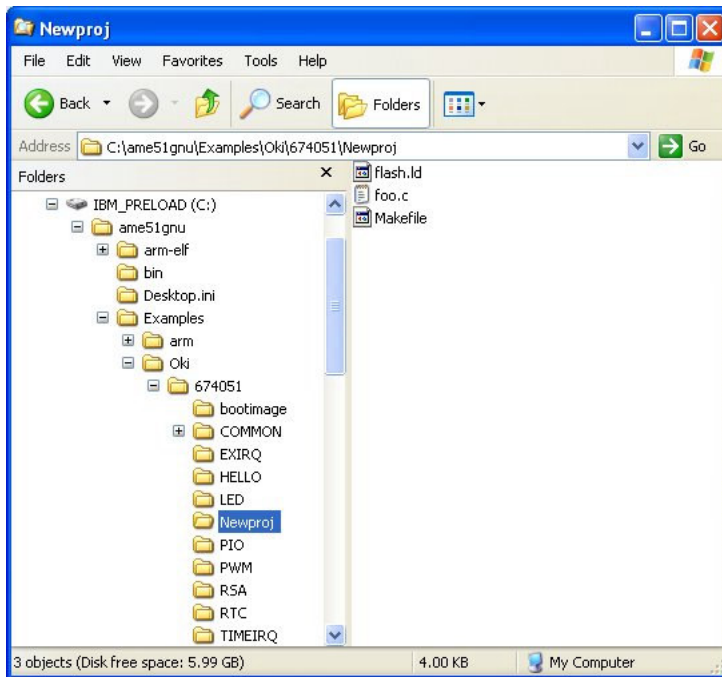 Newproj
File Edit View Favorites Tools Help
Back Search Folders
Address C:\ame51gnu\Examples\Oki\674051\Newproj Go
Folders
IBM_PRELOAD (C:)
ame51gnu
arm-elf
bin
Desktop.ini
Examples
arm
Oki
674051
bootimage
COMMON
EXIRQ
HELLO
LED
Newproj
PIO
PWM
RSA
RTC
TIMEIRQ
flash.ld
foo.c
Makefile
3 objects (Disk free space: 5.99 GB) 4.00 KB My Computer